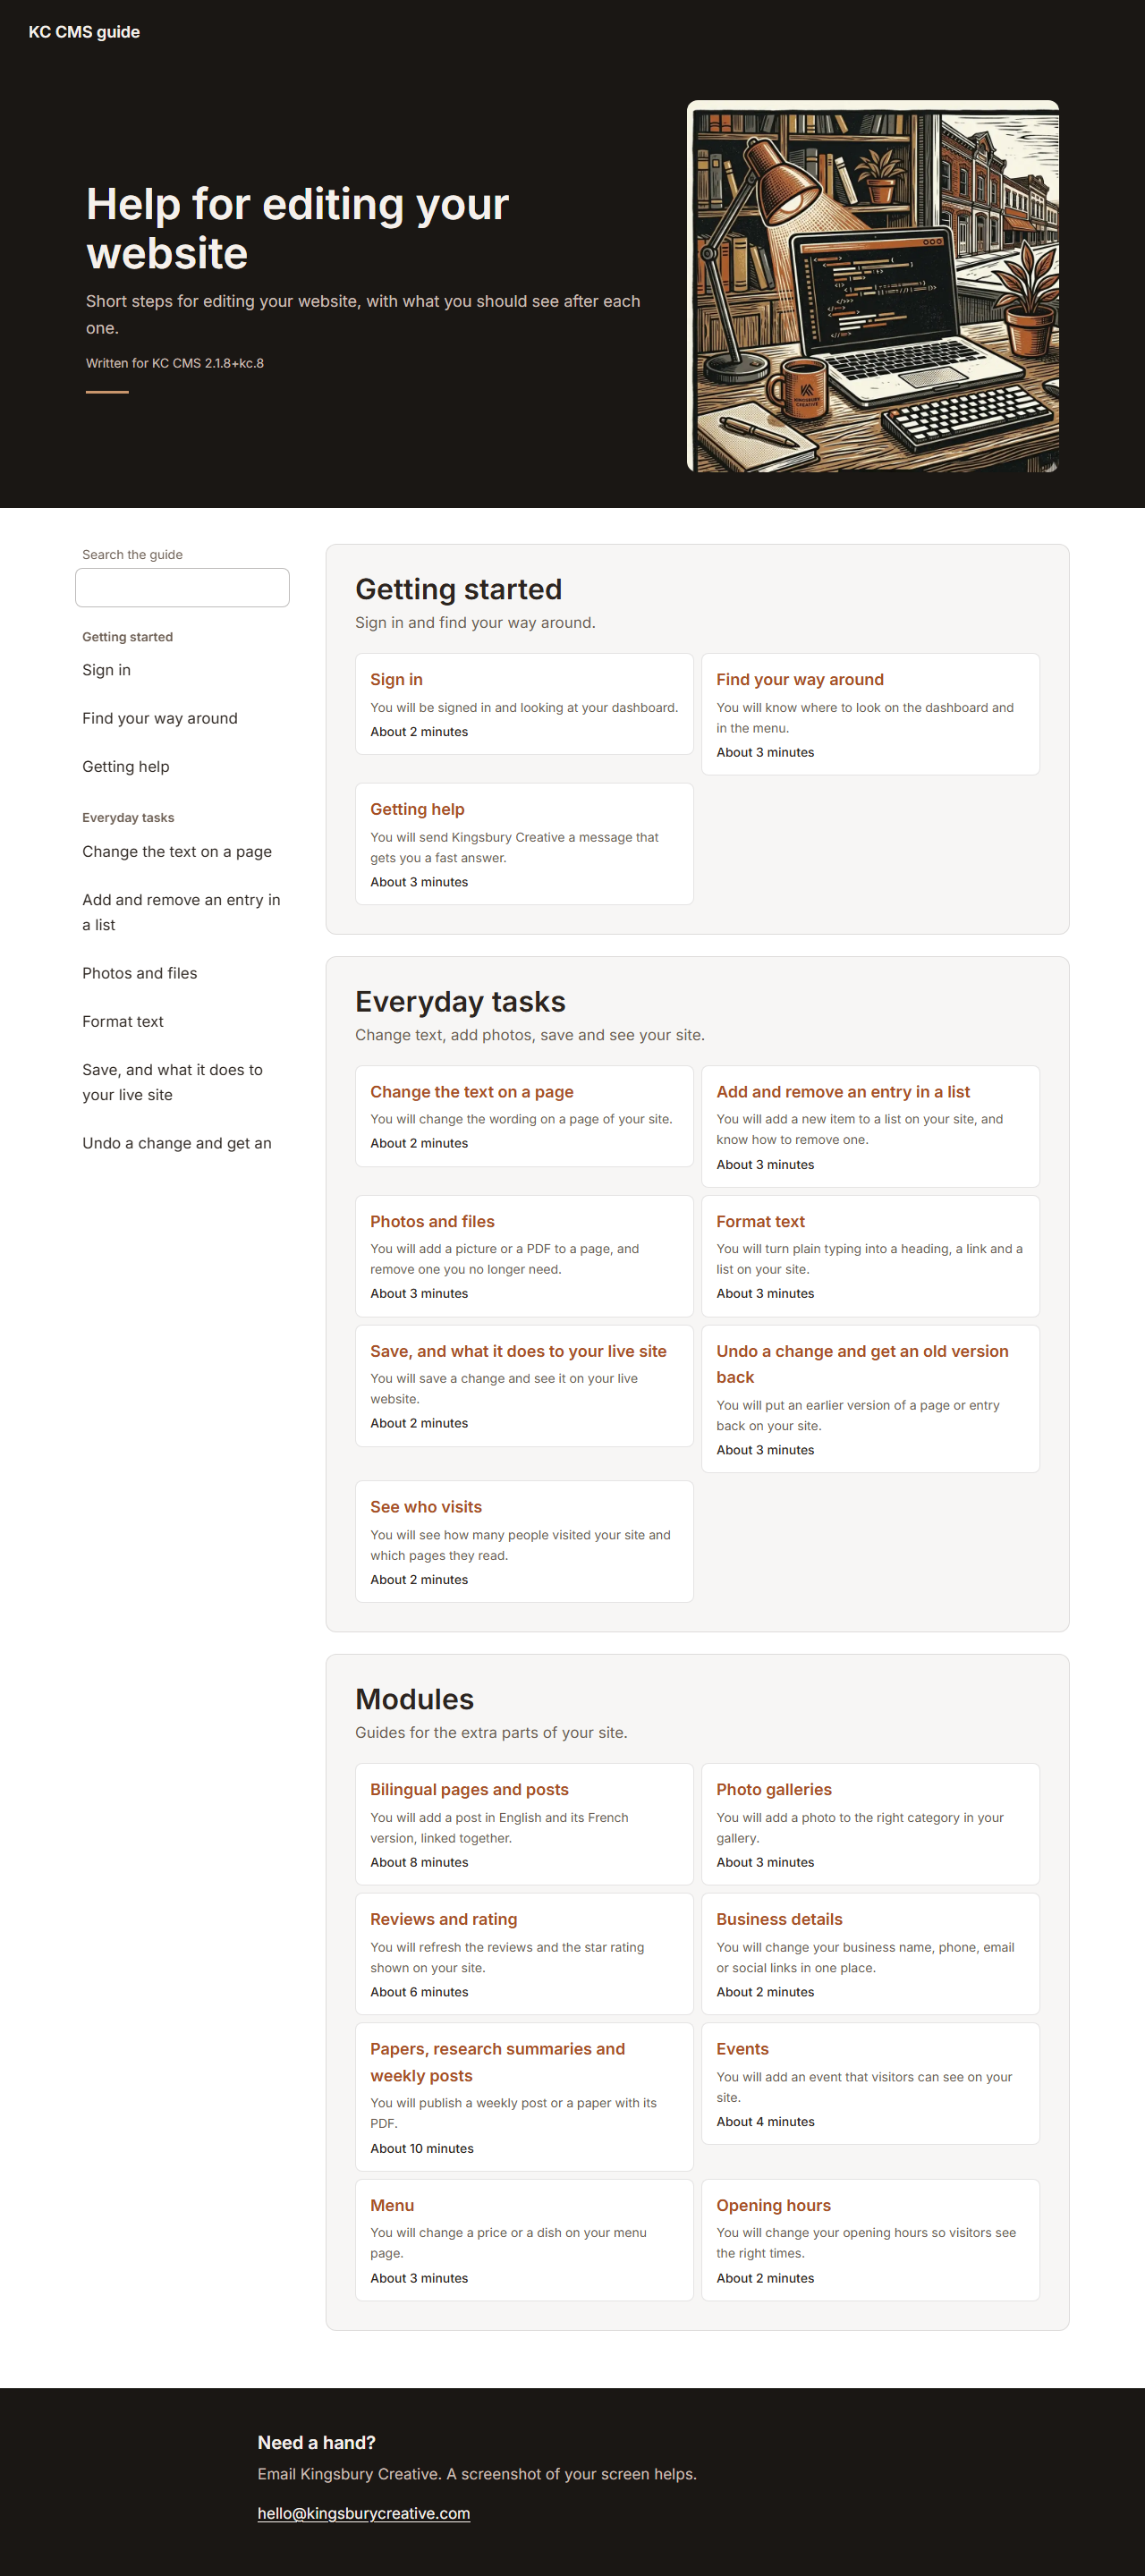 KC CMS guide
Help for editing your
website
Short steps for editing your website, with what you should see after each
one.
Written for KC CMS 2.1.8+kc.8
KINGSBURY
CREATIVE
Search the guide
Getting started
Sign in
Find your way around
Getting help
Everyday tasks
Change the text on a page
Add and remove an entry in
a list
Photos and files
Format text
Save, and what it does to
your live site
Undo a change and get an
Getting started
Sign in and find your way around.
Sign in
You will be signed in and looking at your dashboard.
About 2 minutes
Find your way around
You will know where to look on the dashboard and
in the menu.
About 3 minutes
Getting help
You will send Kingsbury Creative a message that
gets you a fast answer.
About 3 minutes
Everyday tasks
Change text, add photos, save and see your site.
Change the text on a page
You will change the wording on a page of your site.
About 2 minutes
Add and remove an entry in a list
You will add a new item to a list on your site, and
know how to remove one.
About 3 minutes
Photos and files
You will add a picture or a PDF to a page, and
remove one you no longer need.
About 3 minutes
Format text
You will turn plain typing into a heading, a link and a
list on your site.
About 3 minutes
Save, and what it does to your live site
You will save a change and see it on your live
website.
About 2 minutes
Undo a change and get an old version
back
You will put an earlier version of a page or entry
back on your site.
About 3 minutes
See who visits
You will see how many people visited your site and
which pages they read.
About 2 minutes
Modules
Guides for the extra parts of your site.
Bilingual pages and posts
You will add a post in English and its French
version, linked together.
About 8 minutes
Photo galleries
You will add a photo to the right category in your
gallery.
About 3 minutes
Reviews and rating
You will refresh the reviews and the star rating
shown on your site.
About 6 minutes
Business details
You will change your business name, phone, email
or social links in one place.
About 2 minutes
Papers, research summaries and
weekly posts
You will publish a weekly post or a paper with its
PDF.
About 10 minutes
Events
You will add an event that visitors can see on your
site.
About 4 minutes
Menu
You will change a price or a dish on your menu
page.
About 3 minutes
Opening hours
You will change your opening hours so visitors see
the right times.
About 2 minutes
Need a hand?
Email Kingsbury Creative. A screenshot of your screen helps.
hello@kingsburycreative.com